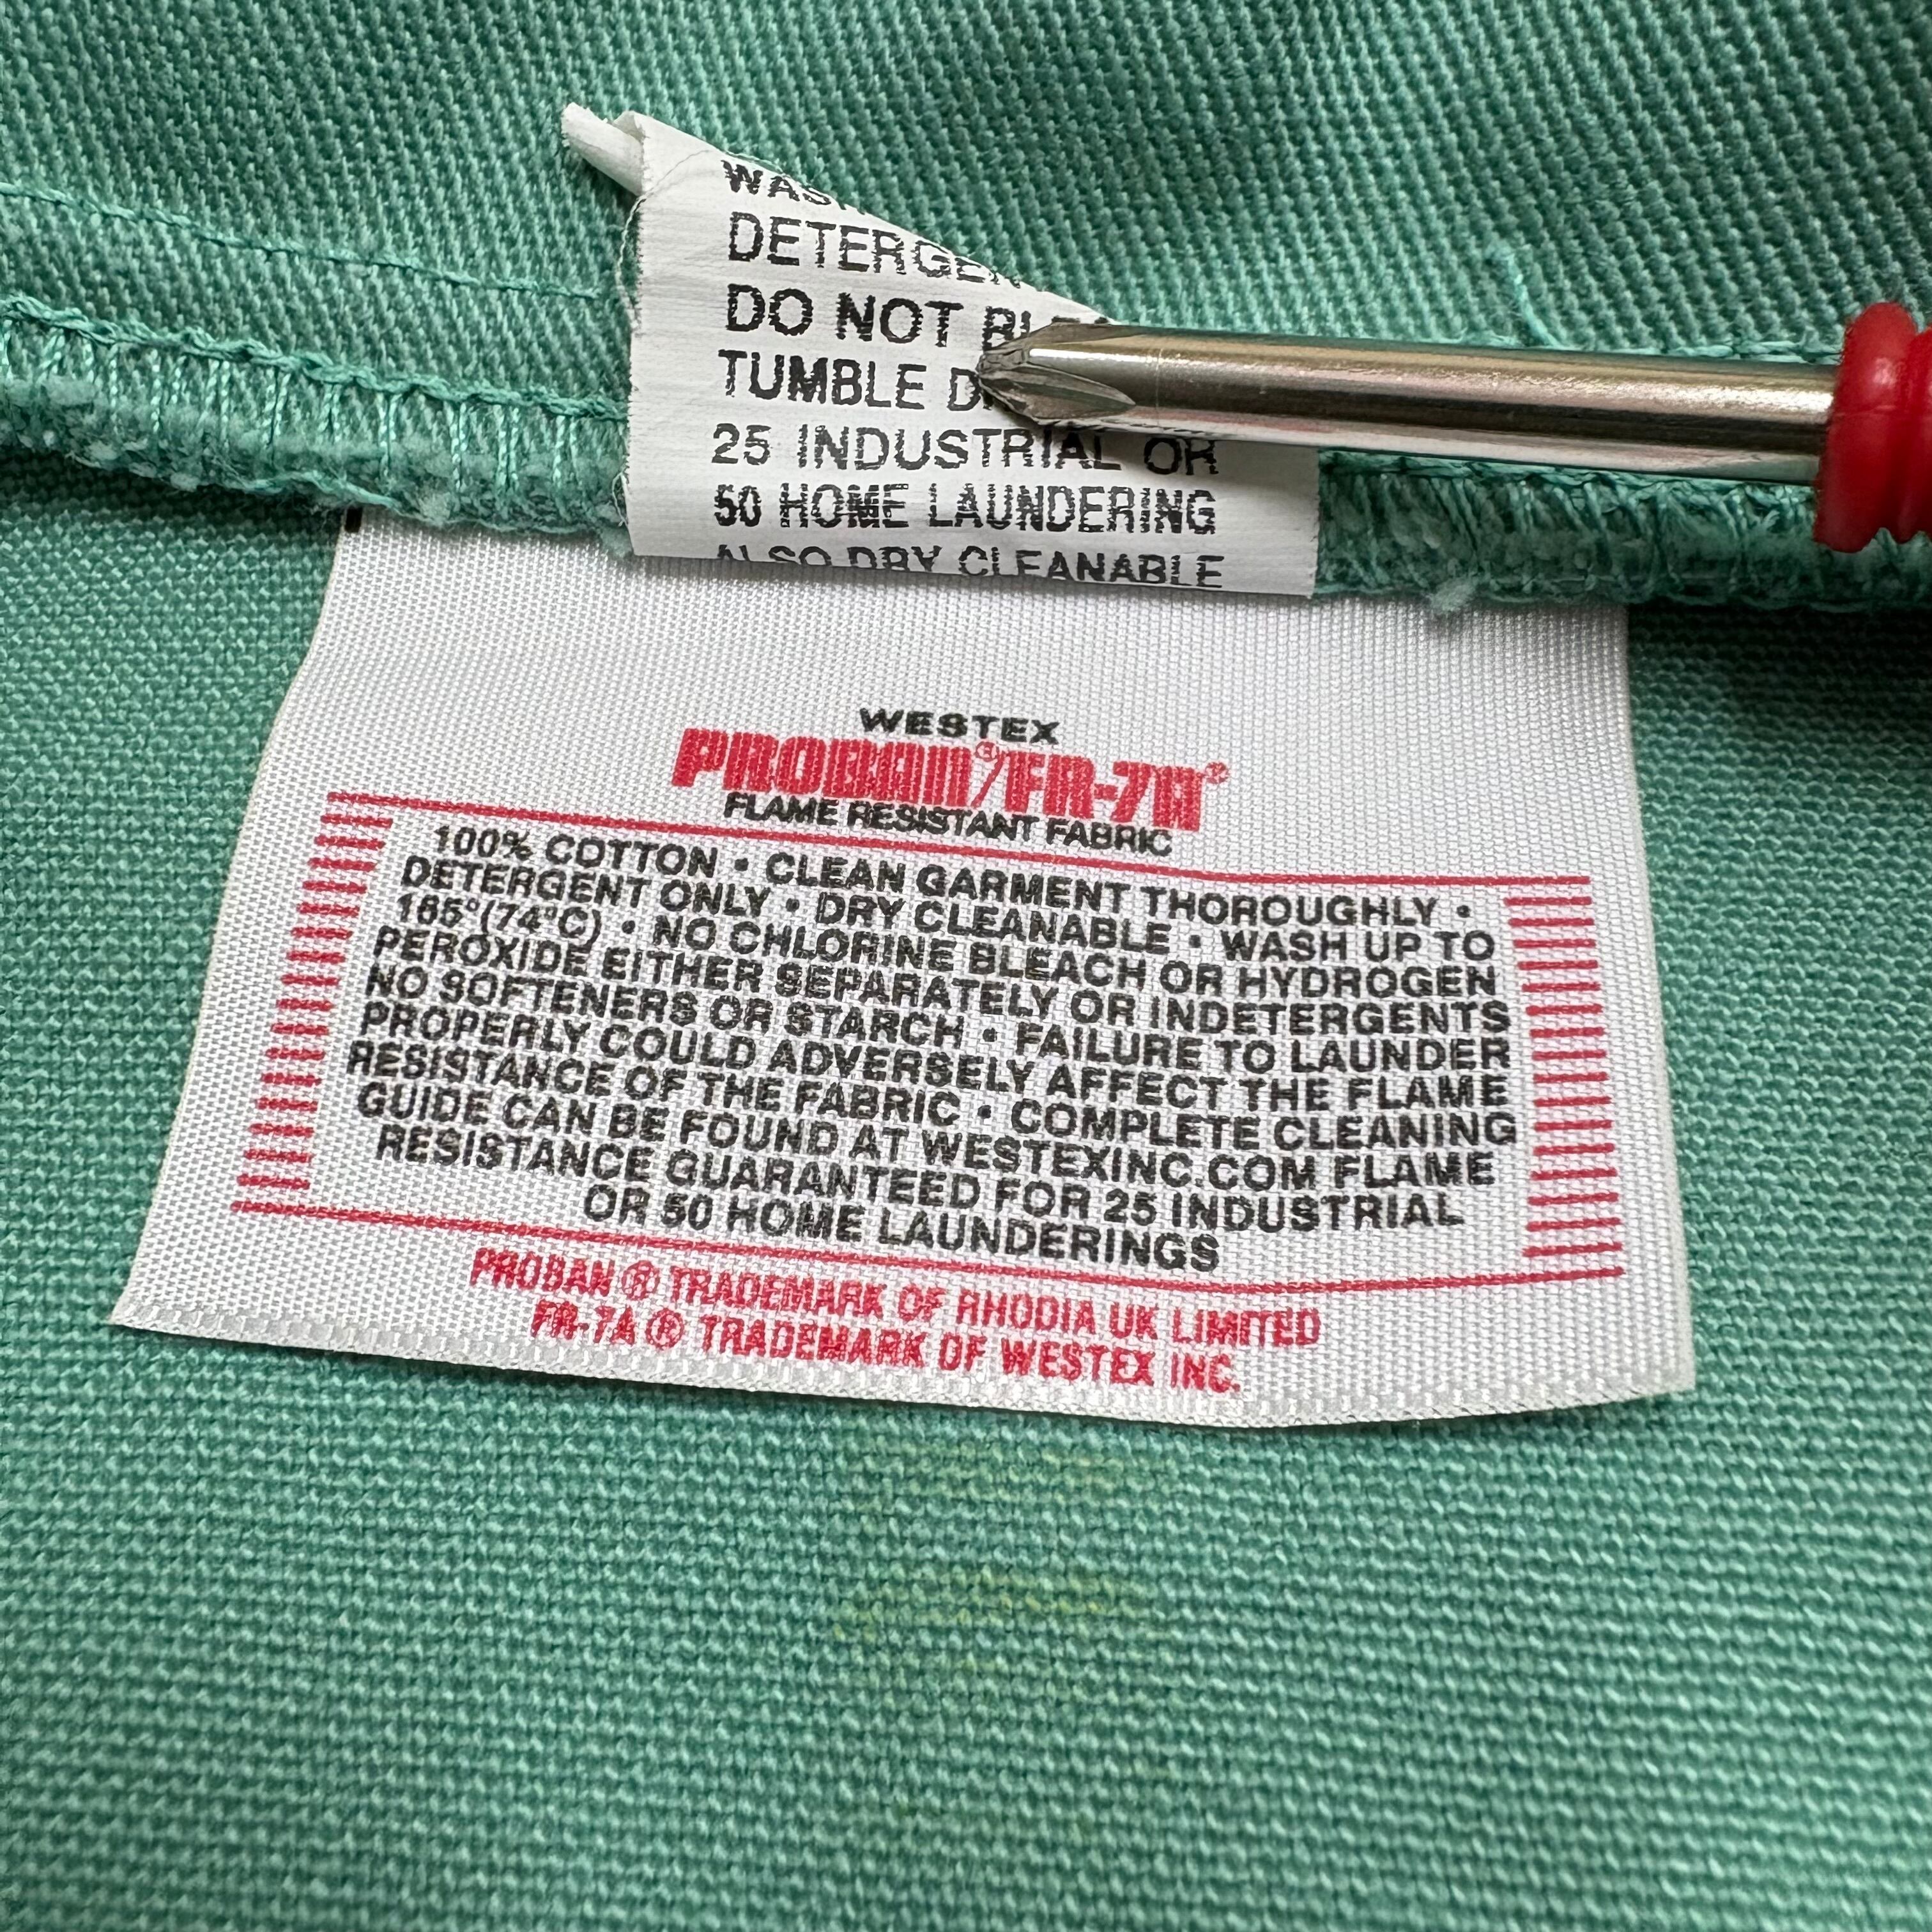 DETERGEN
DO NOT
TUMBLE
25 INDUSTRIAL OR
50 HOME LAUNDERING
ALSO DRY CLEANABLE
WESTEX
PROBAN®/FR-7A®
FLAME RESISTANT FABRIC
100% COTTON • CLEAN GARMENT THOROUGHLY •
DETERGENT ONLY • DRY CLEANABLE • WASH UP TO
165°(74°C) • NO CHLORINE BLEACH OR HYDROGEN
PEROXIDE EITHER SEPARATELY OR INDETERGENTS
NO SOFTENERS OR STARCH • FAILURE TO LAUNDER
PROPERLY COULD ADVERSELY AFFECT THE FLAME
RESISTANCE OF THE FABRIC • COMPLETE CLEANING
GUIDE CAN BE FOUND AT WESTEXINC.COM FLAME
RESISTANCE GUARANTEED FOR 25 INDUSTRIAL
OR 50 HOME LAUNDERINGS
PROBAN ® TRADEMARK OF RHODIA UK LIMITED
FR-7A ® TRADEMARK OF WESTEX INC.